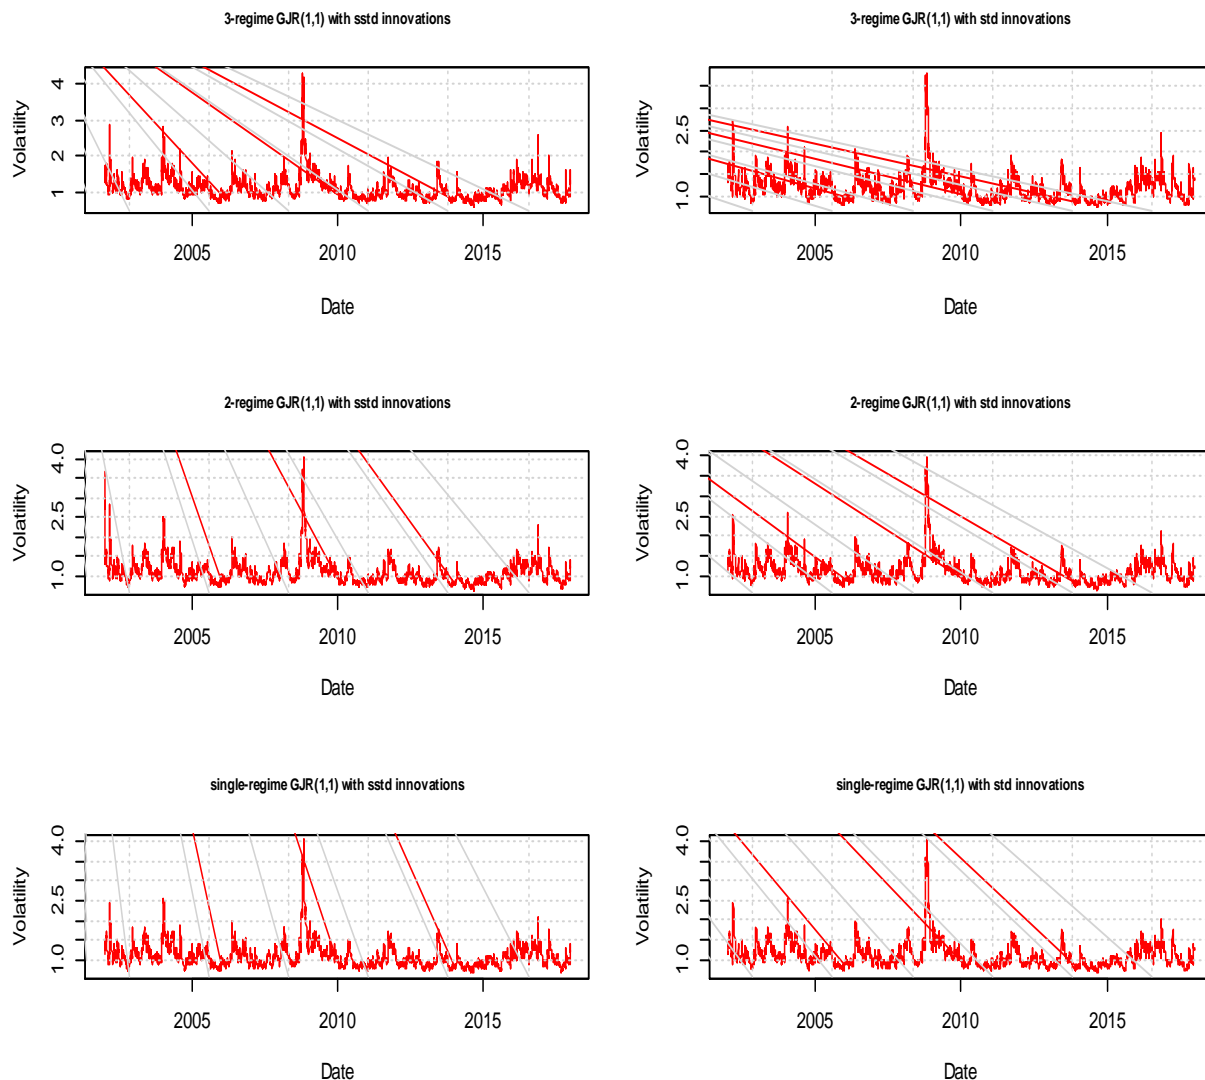 3-regime GJR(1,1) with sstd innovations
Volatility
4
3
2
1
2005 2010 2015
Date
3-regime GJR(1,1) with std innovations
2.5
1.0
2005 2010 2015
Date
2-regime GJR(1,1) with sstd innovations
Volatility
4.0
2.5
1.0
2005 2010 2015
Date
2-regime GJR(1,1) with std innovations
Volatility
4.0
2.5
1.0
2005 2010 2015
Date
single-regime GJR(1,1) with sstd innovations
Volatility
4.0
2.5
1.0
2005 2010 2015
Date
single-regime GJR(1,1) with std innovations
Volatility
4.0
2.5
1.0
2005 2010 2015
Date